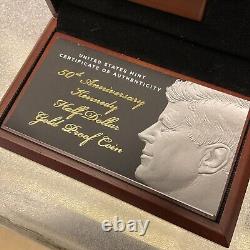 UNITED STATES MINT
CERTIFICATE OF AUTHENTICITY
50th Anniversary
Kennedy
Half-Dollar
Gold Proof Coin